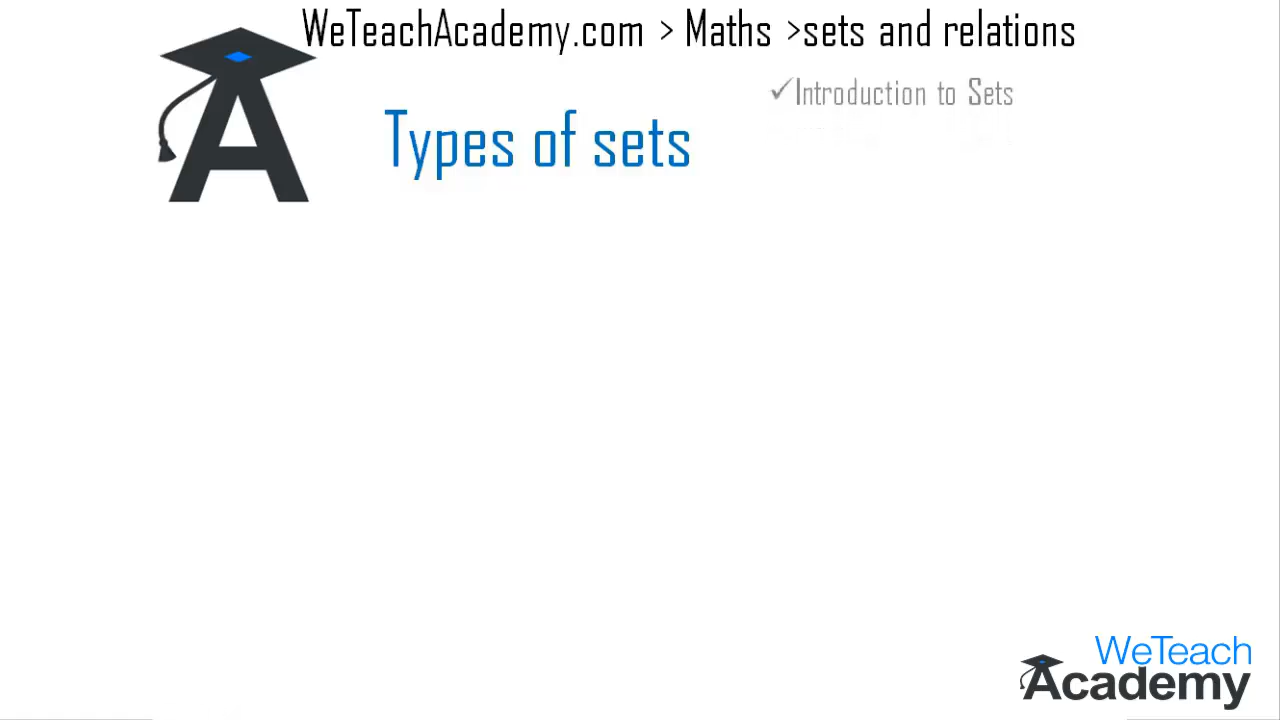 WeTeachAcademy.com > Maths >sets and relations
✓Introduction to Sets
Types of sets
WeTeach
Academy